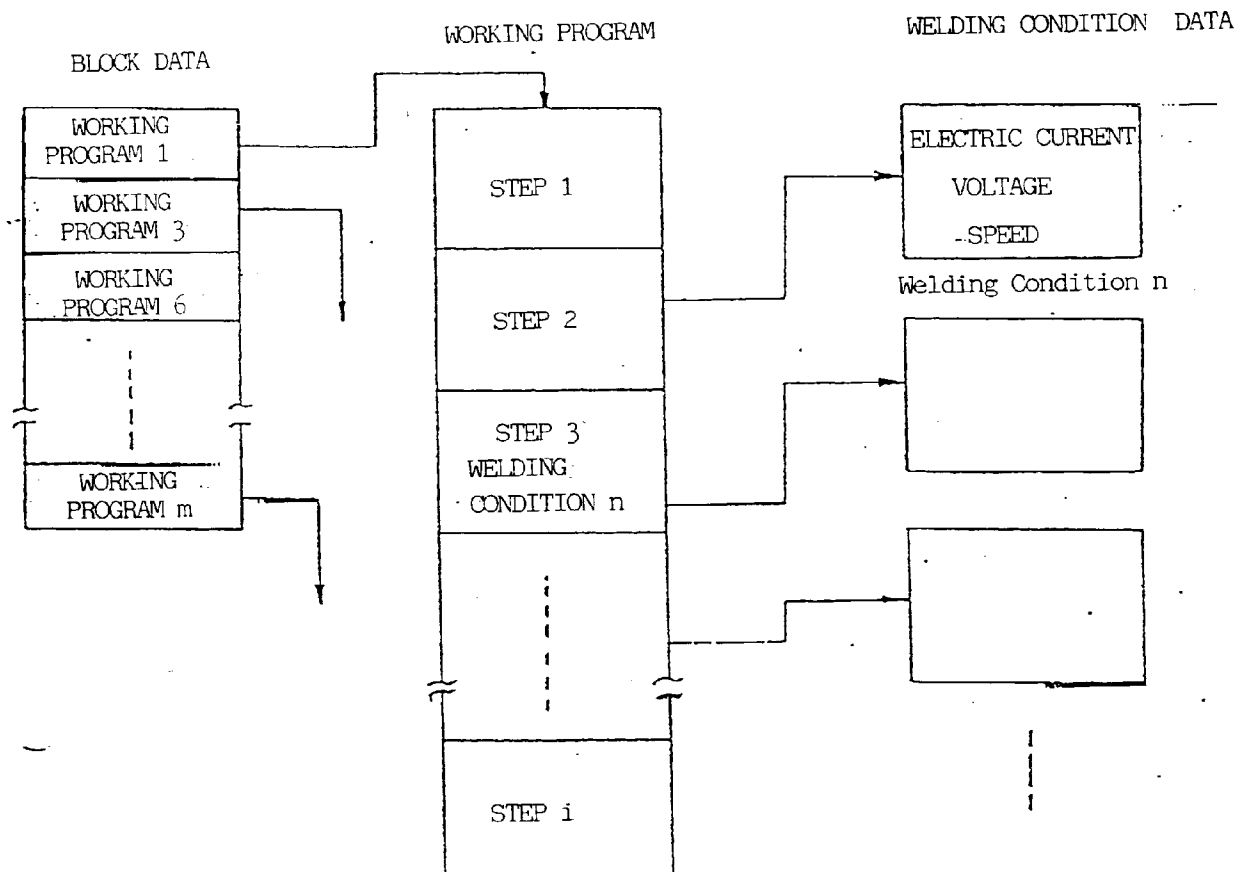 BLOCK DATA
WORKING
PROGRAM 1
WORKING
PROGRAM 3
WORKING
PROGRAM 6
WORKING
PROGRAM m
WORKING PROGRAM
STEP 1
STEP 2
STEP 3
WELDING
CONDITION n
STEP i
WELDING CONDITION DATA
ELECTRIC CURRENT
VOLTAGE
SPEED
Welding Condition n